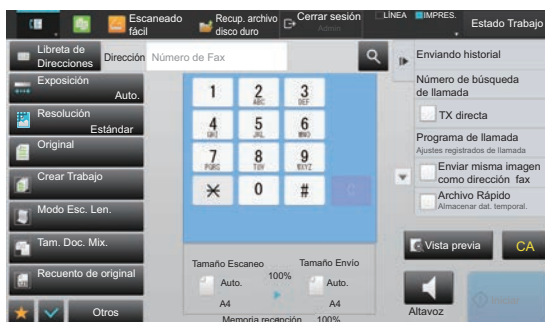 Escaneado
fácil
Recup. archivo
disco duro
Cerrar sesión
Admin
LÍNEA
IMPRES.
Estado Trabajo
Libreta de
Direcciones
Dirección
Número de Fax
Exposición
Auto.
Resolución
Estándar
Original
Crear Trabajo
Modo Esc. Len.
Tam. Doc. Mix.
Recuento de original
Otros
1
2
ABC
3
DEF
4
GHI
5
JKL
6
MNO
7
PQRS
8
TUV
9
WXYZ
0
#
C
Tamaño Escaneo
100%
Tamaño Envío
Auto.
A4
Auto.
A4
Memoria recepción 100%
Enviando historial
Número de búsqueda
de llamada
TX directa
Programa de llamada
Ajustes registrados de llamada
Enviar misma imagen
como dirección fax
Archivo Rápido
Almacenar dat. temporal.
Vista previa
CA
Altavoz
Iniciar